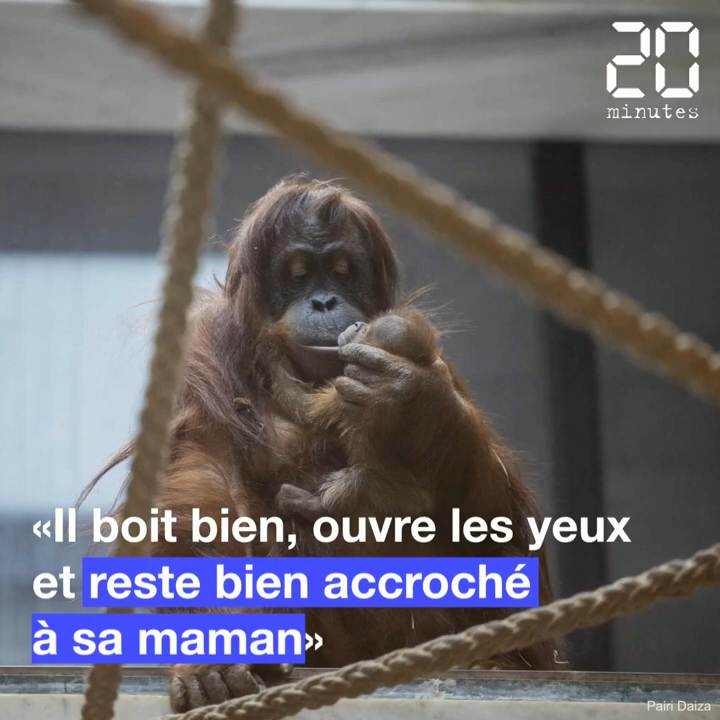 20
minutes
«Il boit bien, ouvre les yeux
et reste bien accroché
à sa maman»
Pairi Daiza